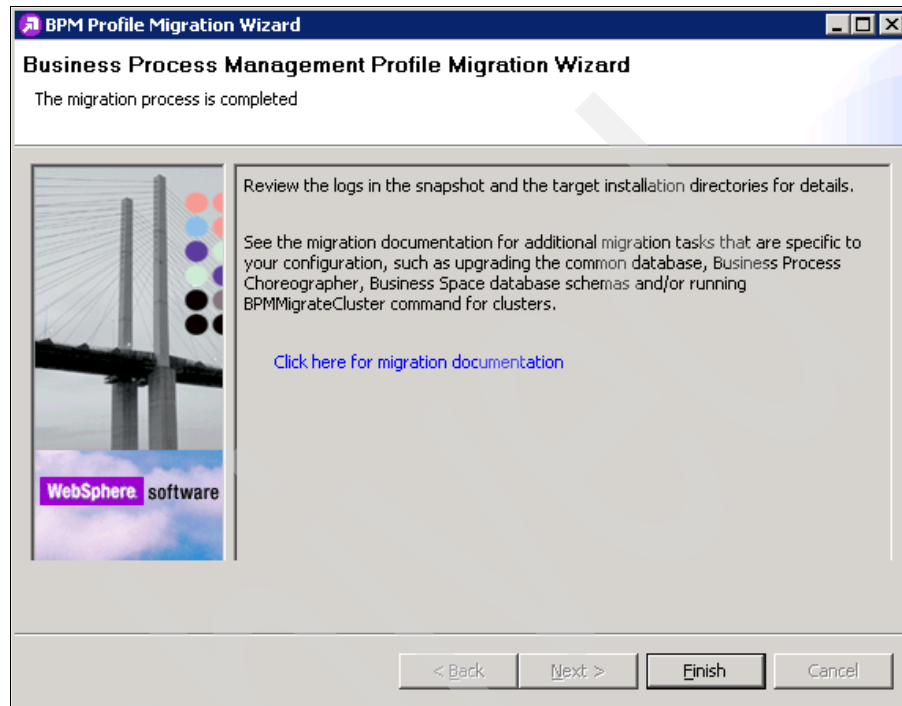 BPM Profile Migration Wizard
Business Process Management Profile Migration Wizard
The migration process is completed
Review the logs in the snapshot and the target installation directories for details.
See the migration documentation for additional migration tasks that are specific to
your configuration, such as upgrading the common database, Business Process
Choreographer, Business Space database schemas and/or running
BPMMigrateCluster command for clusters.
Click here for migration documentation
WebSphere. software
< Back Next > Finish Cancel